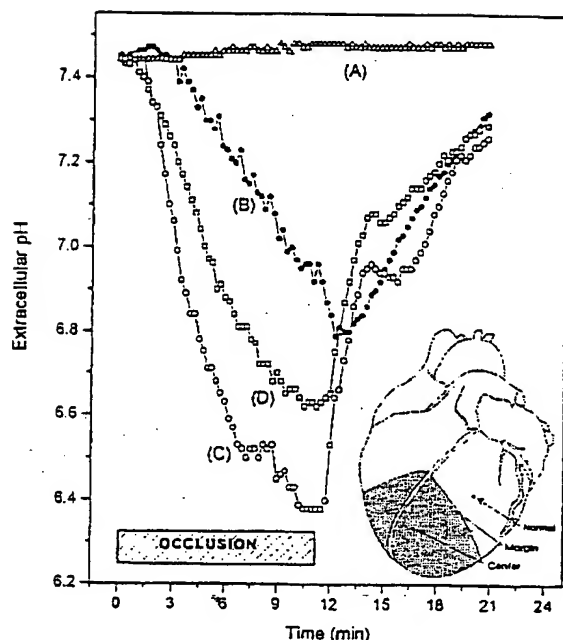 7.4
7.2
7.0
6.8
6.6
6.4
6.2
Extracellular pH
(A)
(B)
(D)
(C)
OCCLUSION
Normal
Margin
Center
0 3 6 9 12 15 18 21 24
Time (min)